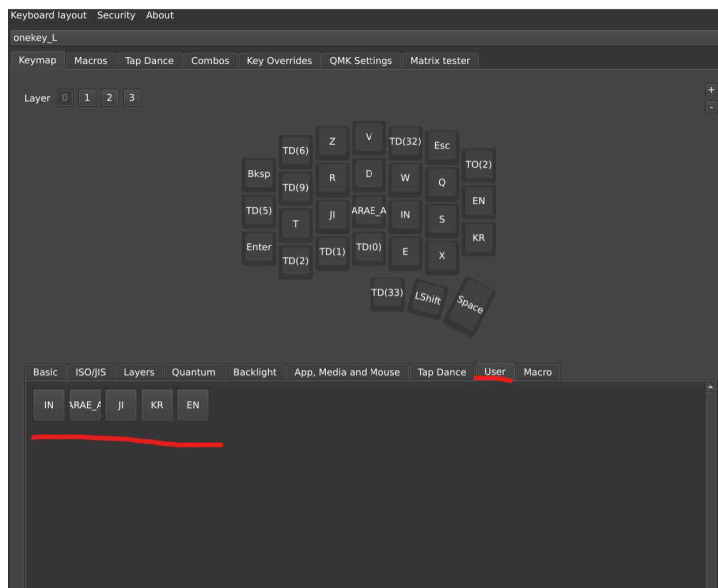 Keyboard layout Security About
onekey_L
Keymap Macros Tap Dance Combos Key Overrides QMK Settings Matrix tester
Layer 0 1 2 3
+
-
Z V TD(32) Esc
TD(6) TO(2)
Bksp R D W Q
TD(9) EN
TD(5) JI ARAE_A IN S
T KR
Enter TD(1) TD(0) E X
TD(2)
TD(33) LShift Space
Basic ISO/JIS Layers Quantum Backlight App, Media and Mouse Tap Dance User Macro
IN ARAE_A JI KR EN